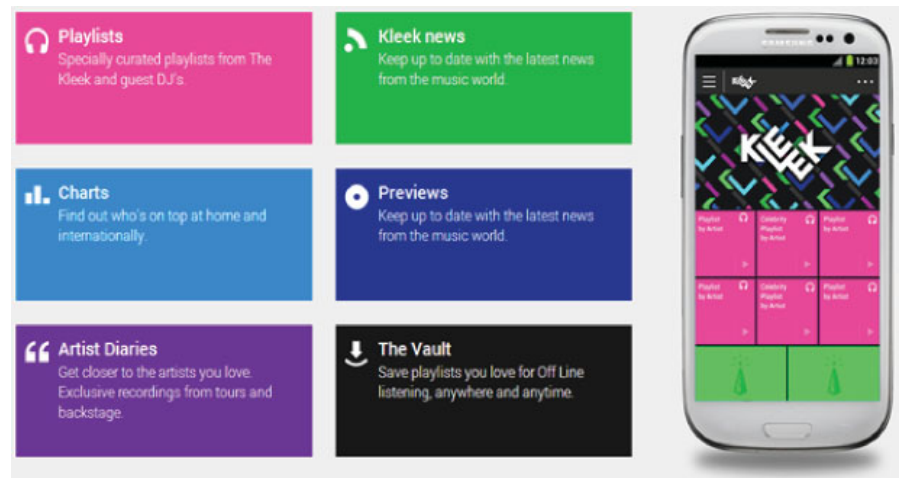 Playlists
Specially curated playlists from The
Kleek and guest DJ's.
Kleek news
Keep up to date with the latest news
from the music world.
Charts
Find out who's on top at home and
internationally.
Previews
Keep up to date with the latest news
from the music world.
Artist Diaries
Get closer to the artists you love.
Exclusive recordings from tours and
backstage.
The Vault
Save playlists you love for Off Line
listening, anywhere and anytime.
SAMSUNG
12:03
KLEEK
KLEEK
Playlist
by Artist
Celebrity
Playlist
by Artist
Playlist
by Artist
Playlist
by Artist
Celebrity
Playlist
by Artist
Playlist
by Artist